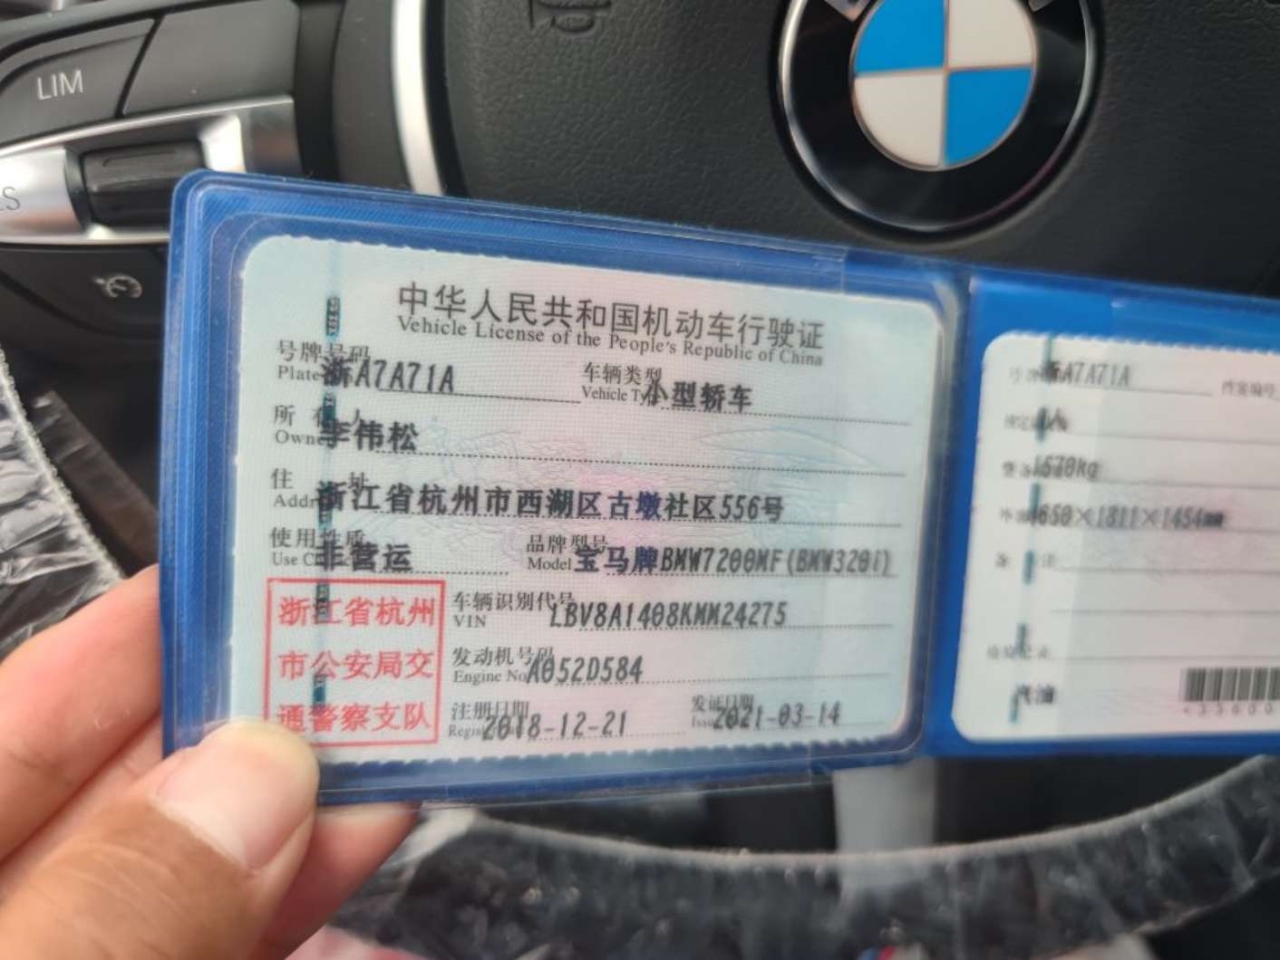 LIM
中华人民共和国机动车行驶证
Vehicle License of the People's Republic of China
号牌号码 浙A7A71A 车辆类型 小型轿车
Plate Vehicle
所有人 李伟松
Owner
住址 浙江省杭州市西湖区古墩社区556号
Addr
使用性质 非营运 品牌型号 宝马牌BMW7200MF(BMW320i)
Use Model
浙江省杭州
市公安局交
通警察支队
车辆识别代号 LBV8A1408KMM24275
VIN
发动机号码 A052D584
Engine No
注册日期 2018-12-21 发证日期 2021-03-14
Regis Issu
浙A7A71A
1570kg
4650×1811×1454mm
汽油